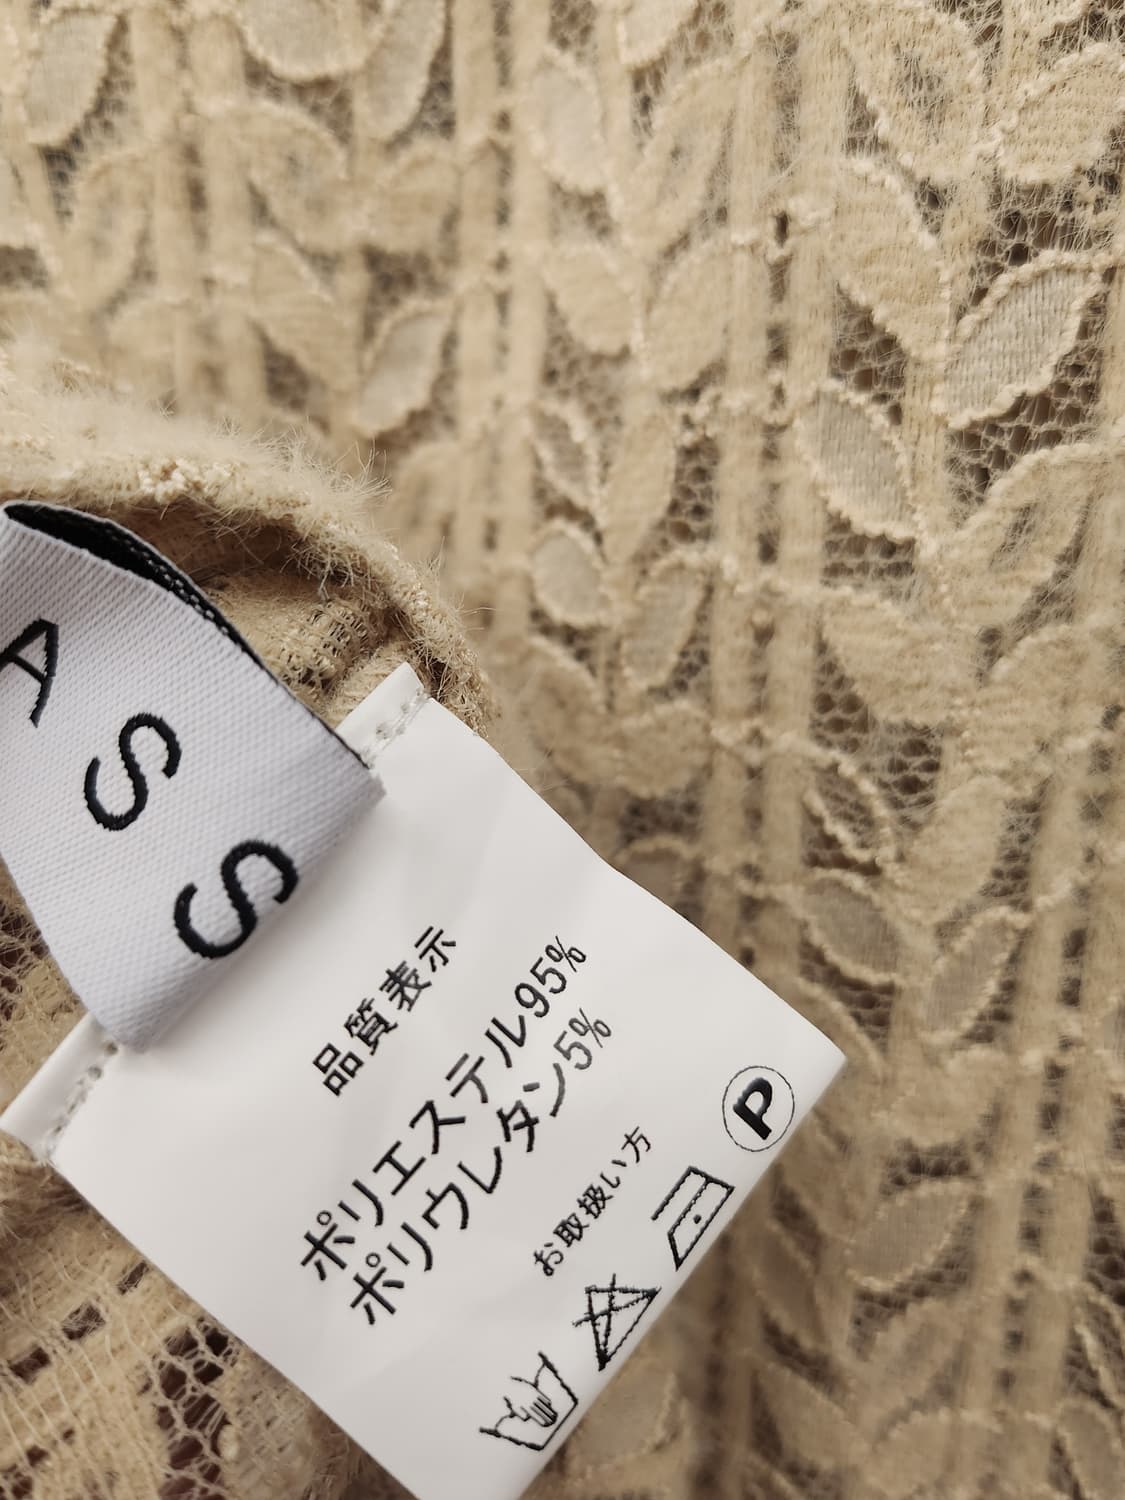 ASS
品質表示
ポリエステル95%
ポリウレタン5%
お取扱い方
P